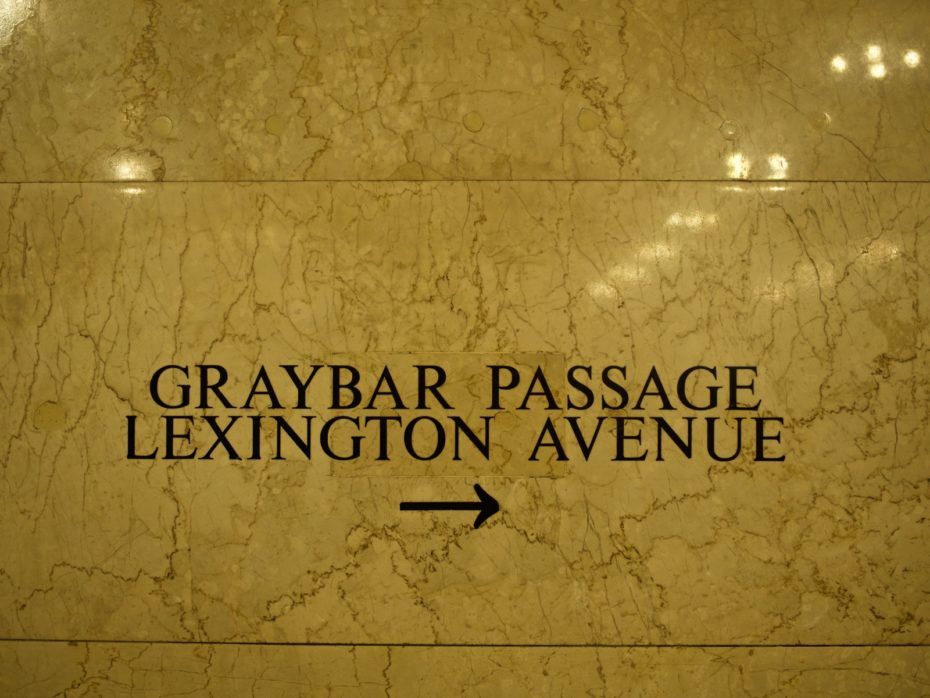 GRAYBAR PASSAGE
LEXINGTON AVENUE
→